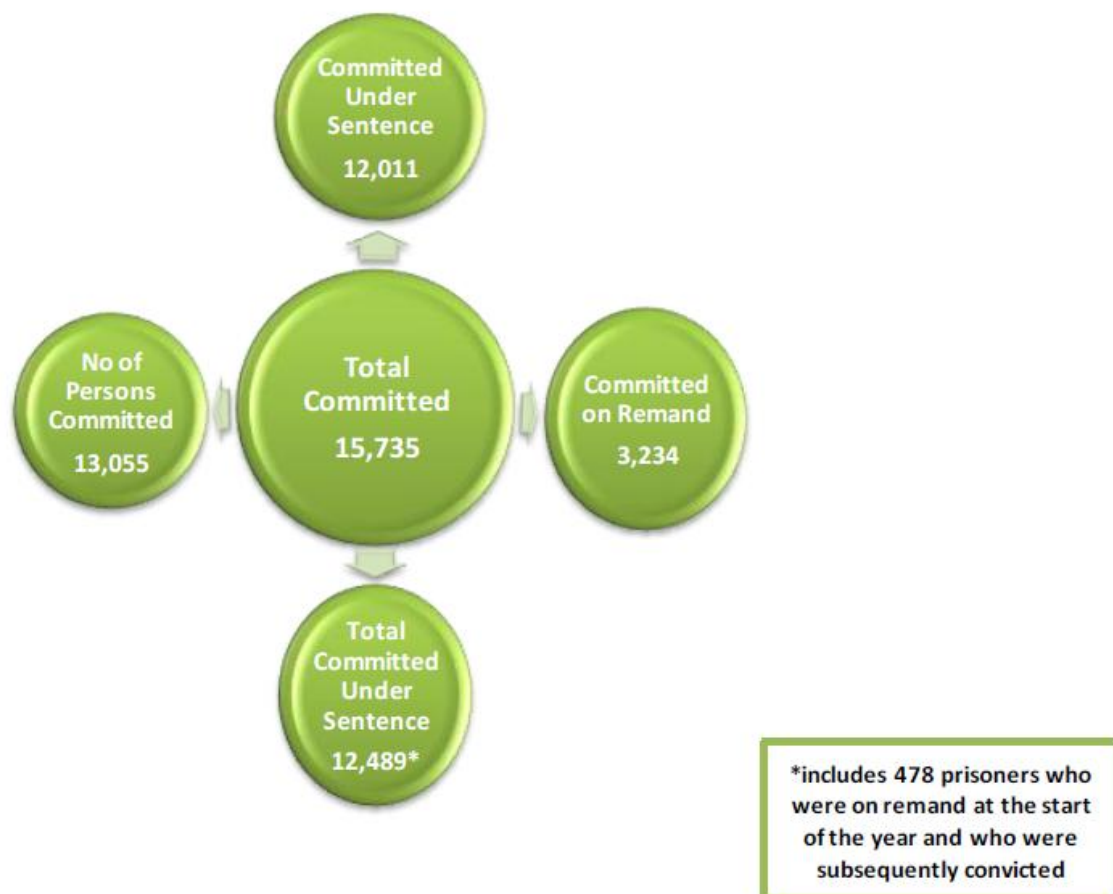 Committed
Under
Sentence
12,011
No of
Persons
Committed
13,055
Total
Committed
15,735
Committed
on Remand
3,234
Total
Committed
Under
Sentence
12,489*
*includes 478 prisoners who
were on remand at the start
of the year and who were
subsequently convicted